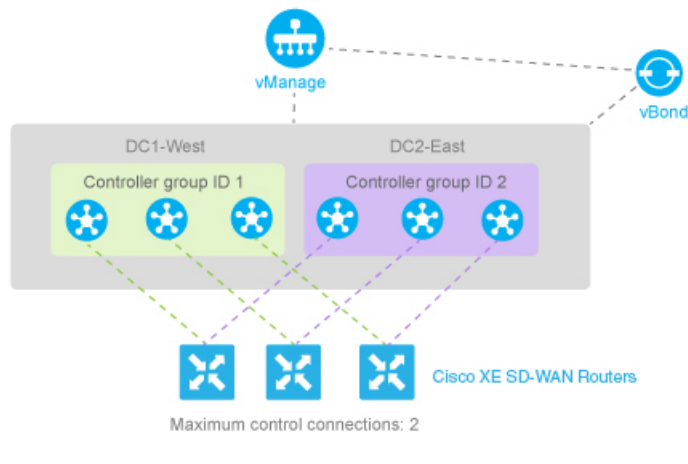 vManage
vBond
DC1-West
DC2-East
Controller group ID 1
Controller group ID 2
Cisco XE SD-WAN Routers
Maximum control connections: 2